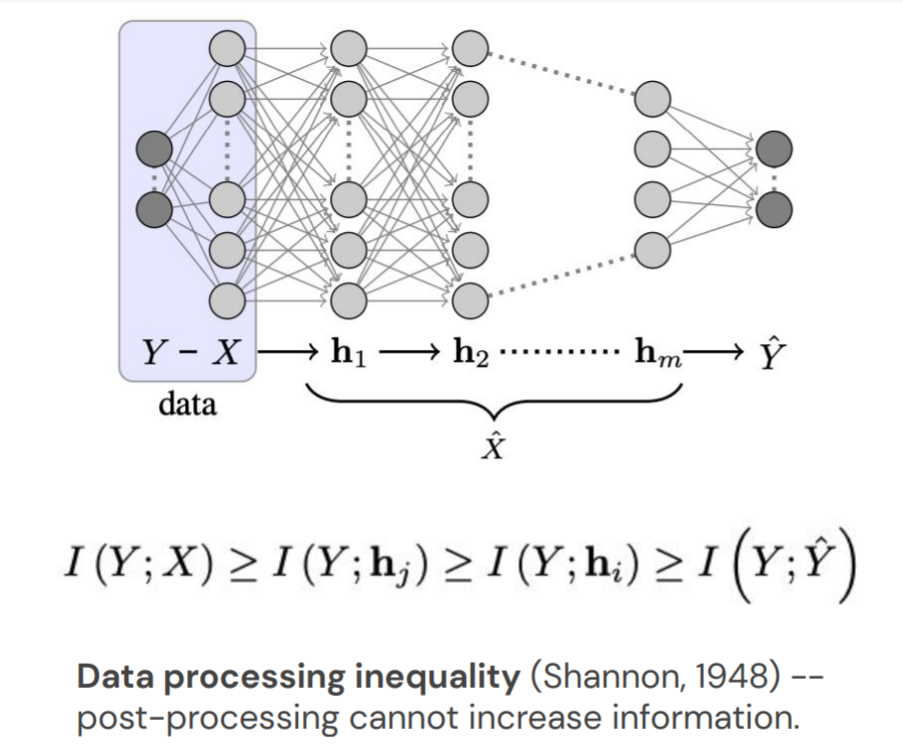 Y − X ⟶ h₁ ⟶ h₂ ············ hₘ ⟶ Ŷ
data
X̂
I (Y; X) ≥ I (Y; hⱼ) ≥ I (Y; hᵢ) ≥ I (Y; Ŷ)
Data processing inequality (Shannon, 1948) --
post-processing cannot increase information.